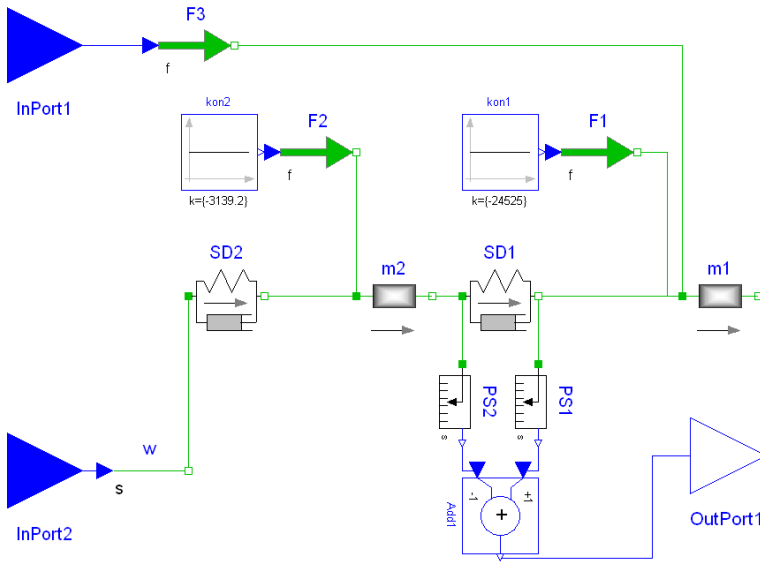 F3
f
InPort1
kon2
F2
f
k={-3139.2}
kon1
F1
f
k={-24525}
SD2
m2
SD1
m1
PS2
s
PS1
s
w
s
InPort2
-1
+1
Add1
+
OutPort1